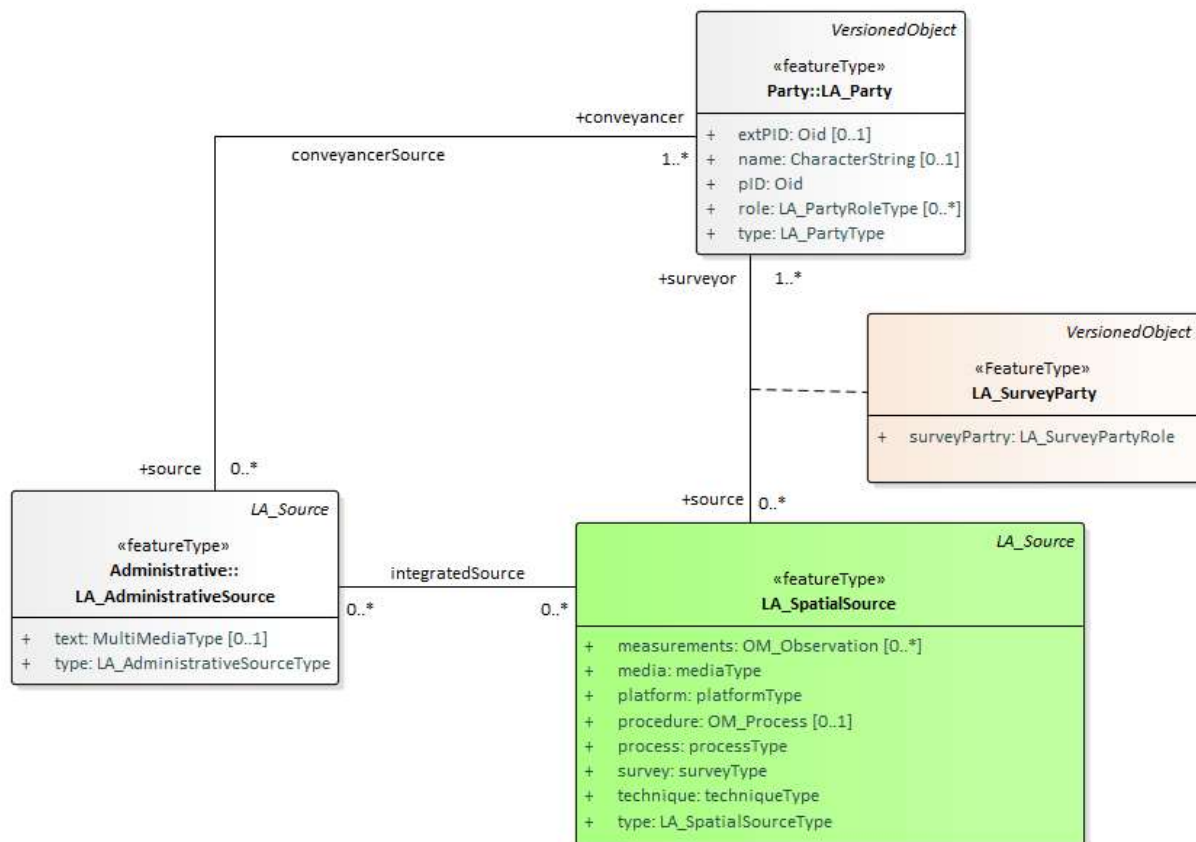 VersionedObject
«featureType»
Party::LA_Party
+ extPID: Oid [0..1]
+ name: CharacterString [0..1]
+ pID: Oid
+ role: LA_PartyRoleType [0..*]
+ type: LA_PartyType
+conveyancer
conveyancerSource
1..*
+surveyor
1..*
VersionedObject
«FeatureType»
LA_SurveyParty
+ surveyPartry: LA_SurveyPartyRole
+source
0..*
+source
0..*
LA_Source
«featureType»
Administrative::
LA_AdministrativeSource
+ text: MultiMediaType [0..1]
+ type: LA_AdministrativeSourceType
integratedSource
0..*
0..*
LA_Source
«featureType»
LA_SpatialSource
+ measurements: OM_Observation [0..*]
+ media: mediaType
+ platform: platformType
+ procedure: OM_Process [0..1]
+ process: processType
+ survey: surveyType
+ technique: techniqueType
+ type: LA_SpatialSourceType